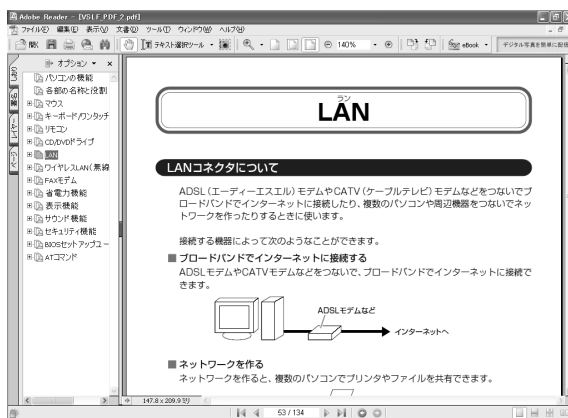 Adobe Reader - [VSLF_PDF_2.pdf]
ファイル(F) 編集(E) 表示(V) 文書(D) ツール(T) ウィンドウ(W) ヘルプ(H)
開く テキスト選択ツール 140% eBook デジタル写真を簡単に配信
オプション
パソコンの機能
各部の名称と役割
マウス
キーボード/ワンタッチ
リモコン
CD/DVDドライブ
LAN
ワイヤレスLAN(無線
FAXモデム
省電力機能
表示機能
サウンド機能
セキュリティ機能
BIOSセットアップユー
ATコマンド
ラン
LAN
LANコネクタについて
ADSL(エーディーエスエル)モデムやCATV(ケーブルテレビ)モデムなどをつないでブ
ロードバンドでインターネットに接続したり、複数のパソコンや周辺機器をつないでネッ
トワークを作ったりするときに使います。
接続する機器によって次のようなことができます。
■ブロードバンドでインターネットに接続する
ADSLモデムやCATVモデムなどをつないで、ブロードバンドでインターネットに接続で
きます。
ADSLモデムなど
インターネットへ
■ネットワークを作る
ネットワークを作ると、複数のパソコンでプリンタやファイルを共有できます。
147.8 x 209.9 ミリ
53 / 134